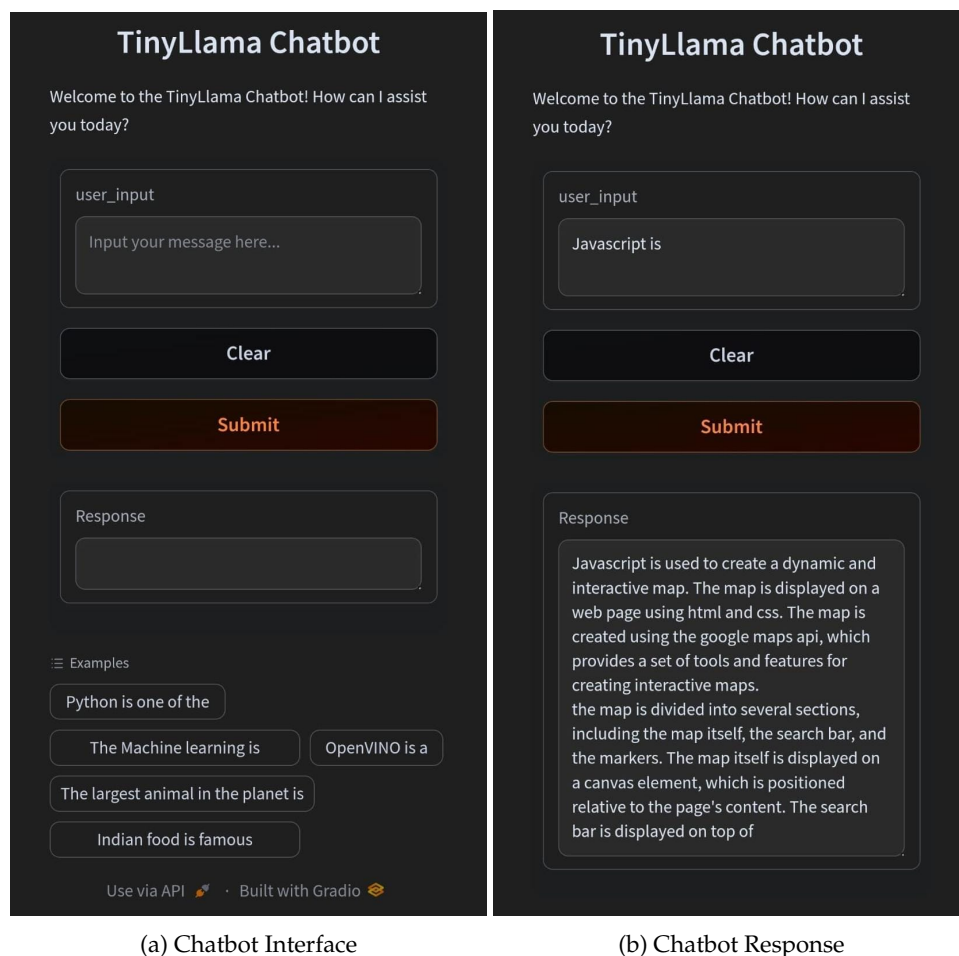 TinyLlama Chatbot
Welcome to the TinyLlama Chatbot! How can I assist
you today?
user_input
Input your message here...
Clear
Submit
Response
Examples
Python is one of the
The Machine learning is
OpenVINO is a
The largest animal in the planet is
Indian food is famous
Use via API · Built with Gradio
(a) Chatbot Interface
TinyLlama Chatbot
Welcome to the TinyLlama Chatbot! How can I assist
you today?
user_input
Javascript is
Clear
Submit
Response
Javascript is used to create a dynamic and
interactive map. The map is displayed on a
web page using html and css. The map is
created using the google maps api, which
provides a set of tools and features for
creating interactive maps.
the map is divided into several sections,
including the map itself, the search bar, and
the markers. The map itself is displayed on
a canvas element, which is positioned
relative to the page's content. The search
bar is displayed on top of
(b) Chatbot Response